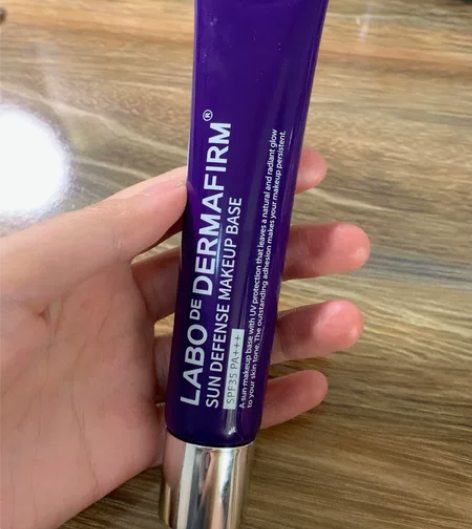 LABO DE DERMAFIRM®
SUN DEFENSE MAKEUP BASE
SPF35 PA+++
A sun makeup base with UV protection that leaves a natural and radiant glow
to your skin tone. The outstanding adhesion makes your makeup persistent.